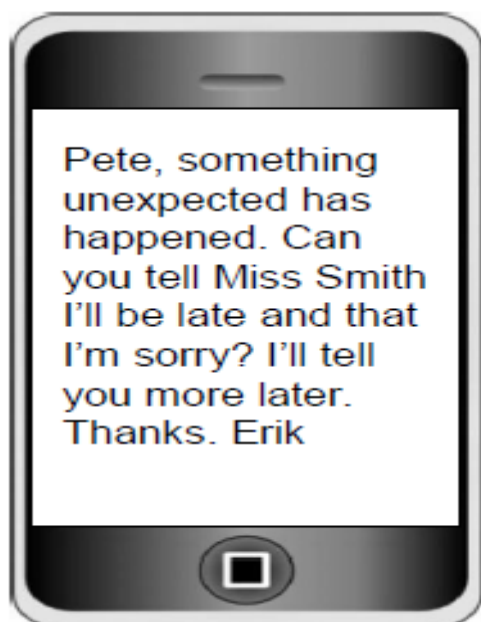 Pete, something
unexpected has
happened. Can
you tell Miss Smith
I'll be late and that
I'm sorry? I'll tell
you more later.
Thanks. Erik